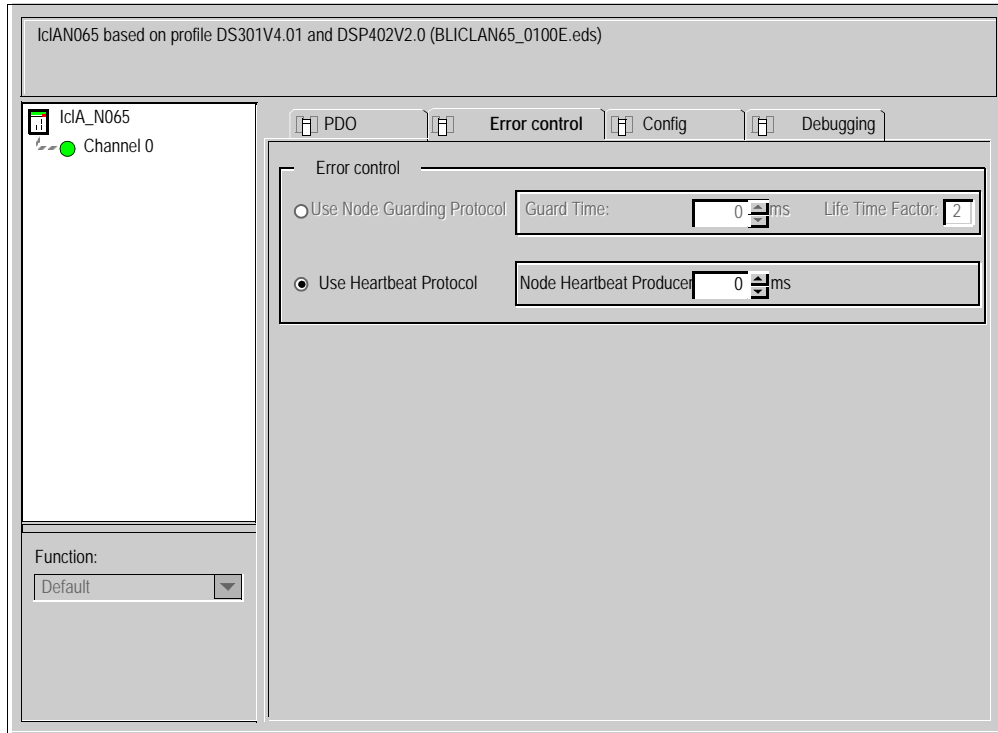 IclAN065 based on profile DS301V4.01 and DSP402V2.0 (BLICLAN65_0100E.eds)
IclA_N065
Channel 0
PDO
Error control
Config
Debugging
Error control
Use Node Guarding Protocol
Guard Time:
0
ms
Life Time Factor:
2
Use Heartbeat Protocol
Node Heartbeat Producer
0
ms
Function:
Default